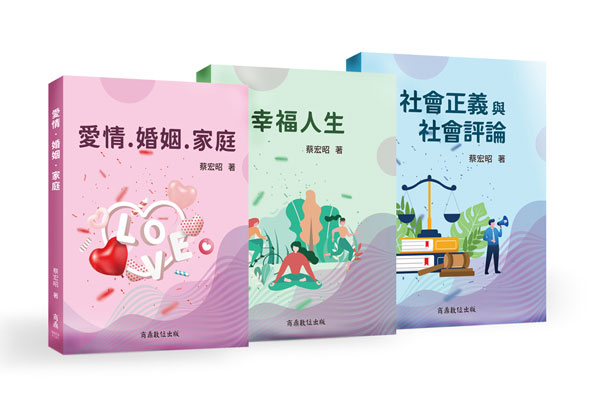 愛情．婚姻．家庭
蔡宏昭 著
商鼎
愛情.婚姻.家庭
蔡宏昭 著
LOVE
商鼎數位出版
幸福人生
蔡宏昭 著
商鼎數位出版
社會正義與
社會評論
蔡宏昭 著
商鼎數位出版